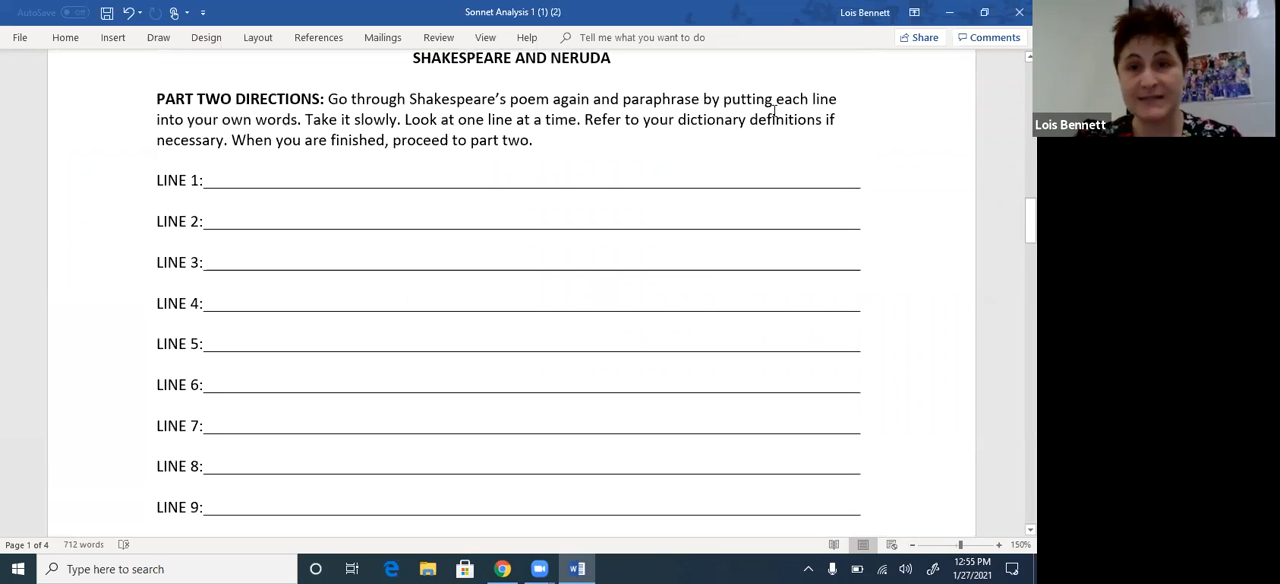 AutoSave Off
Sonnet Analysis 1 (1) (2)
Lois Bennett
File Home Insert Draw Design Layout References Mailings Review View Help Tell me what you want to do Share Comments
SHAKESPEARE AND NERUDA
PART TWO DIRECTIONS: Go through Shakespeare's poem again and paraphrase by putting each line
into your own words. Take it slowly. Look at one line at a time. Refer to your dictionary definitions if
necessary. When you are finished, proceed to part two.
LINE 1:
LINE 2:
LINE 3:
LINE 4:
LINE 5:
LINE 6:
LINE 7:
LINE 8:
LINE 9:
Lois Bennett
Page 1 of 4 712 words 150%
Type here to search
12:55 PM
1/27/2021